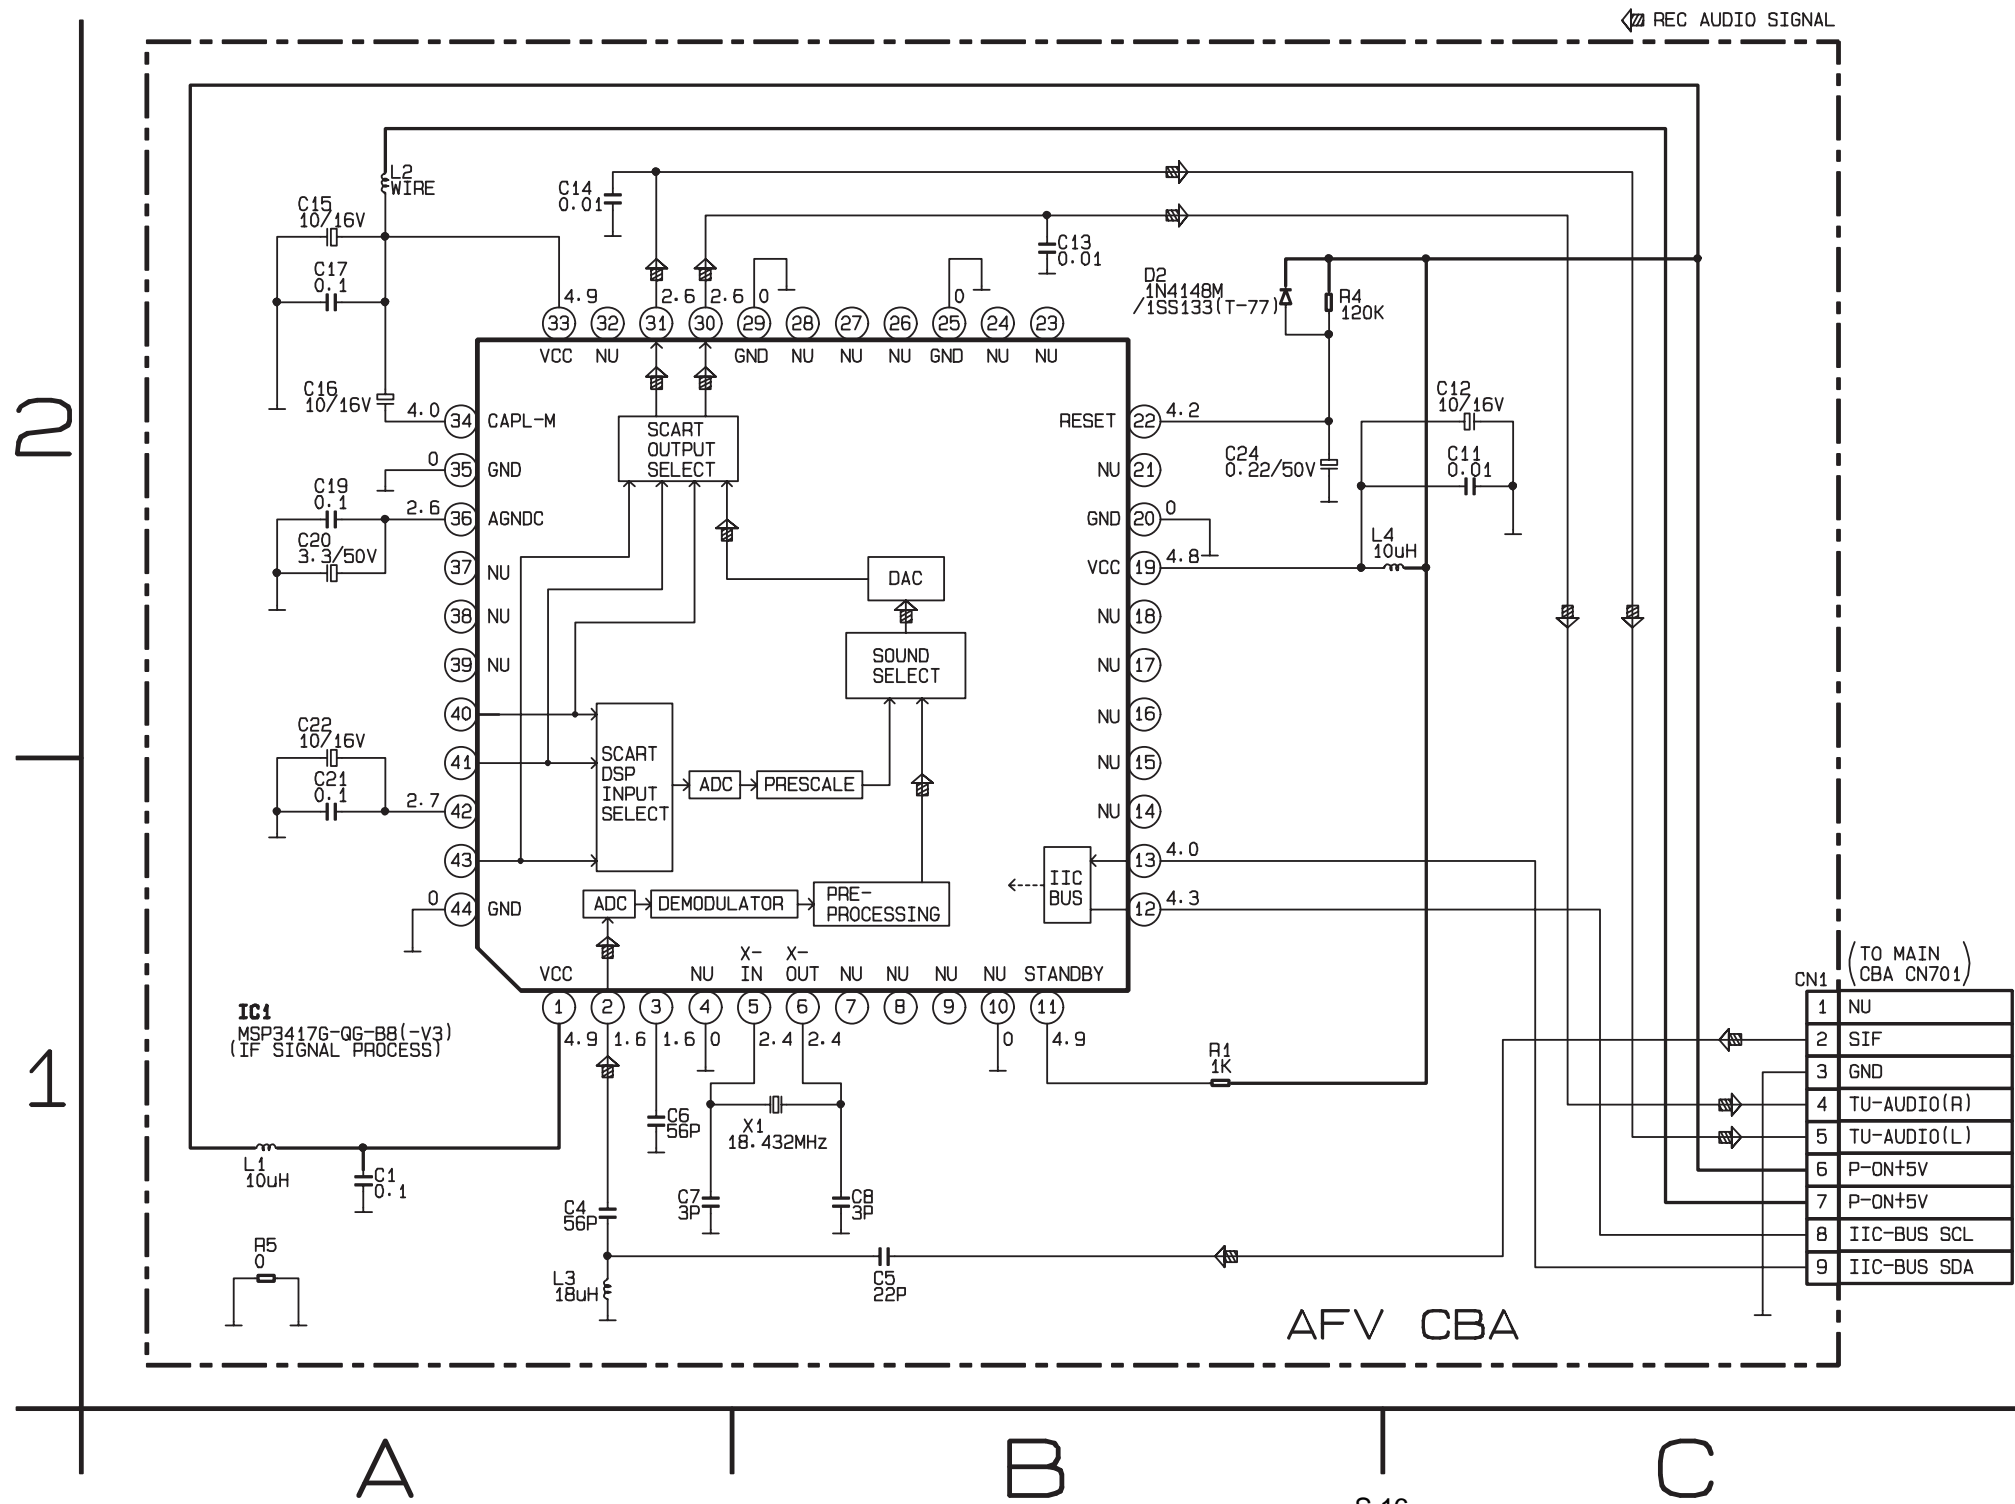 REC AUDIO SIGNAL
L2
WIRE
C15
10/16V
C17
0.1
C14
0.01
C13
0.01
D2
1N4148M
/1SS133(T-77)
R4
120K
4.9
2.6
2.6
0
0
33
32
31
30
29
28
27
26
25
24
23
VCC
NU
GND
NU
NU
NU
GND
NU
NU
2
C16
10/16V
4.0
34
CAPL-M
SCART
OUTPUT
SELECT
RESET
22
4.2
C12
10/16V
C24
0.22/50V
C11
0.01
0
35
GND
NU
21
C19
0.1
2.6
36
AGNDC
GND
20
0
C20
3.3/50V
L4
10uH
37
NU
DAC
VCC
19
4.8
38
NU
NU
18
39
NU
SOUND
SELECT
NU
17
40
NU
16
C22
10/16V
41
SCART
DSP
INPUT
SELECT
ADC
PRESCALE
NU
15
C21
0.1
2.7
42
NU
14
43
13
4.0
IIC
BUS
0
44
GND
ADC
DEMODULATOR
PRE-
PROCESSING
12
4.3
VCC
NU
X-
IN
X-
OUT
NU
NU
NU
NU
STANDBY
1
2
3
4
5
6
7
8
9
10
11
4.9
1.6
1.6
0
2.4
2.4
0
4.9
IC1
MSP3417G-QG-B8(-V3)
(IF SIGNAL PROCESS)
1
R1
1K
C6
56P
X1
18.432MHz
L1
10uH
C1
0.1
C4
56P
C7
3P
C8
3P
R5
0
L3
18uH
C5
22P
CN1
(TO MAIN
CBA CN701)
1 NU
2 SIF
3 GND
4 TU-AUDIO(R)
5 TU-AUDIO(L)
6 P-ON+5V
7 P-ON+5V
8 IIC-BUS SCL
9 IIC-BUS SDA
AFV CBA
A
B
C